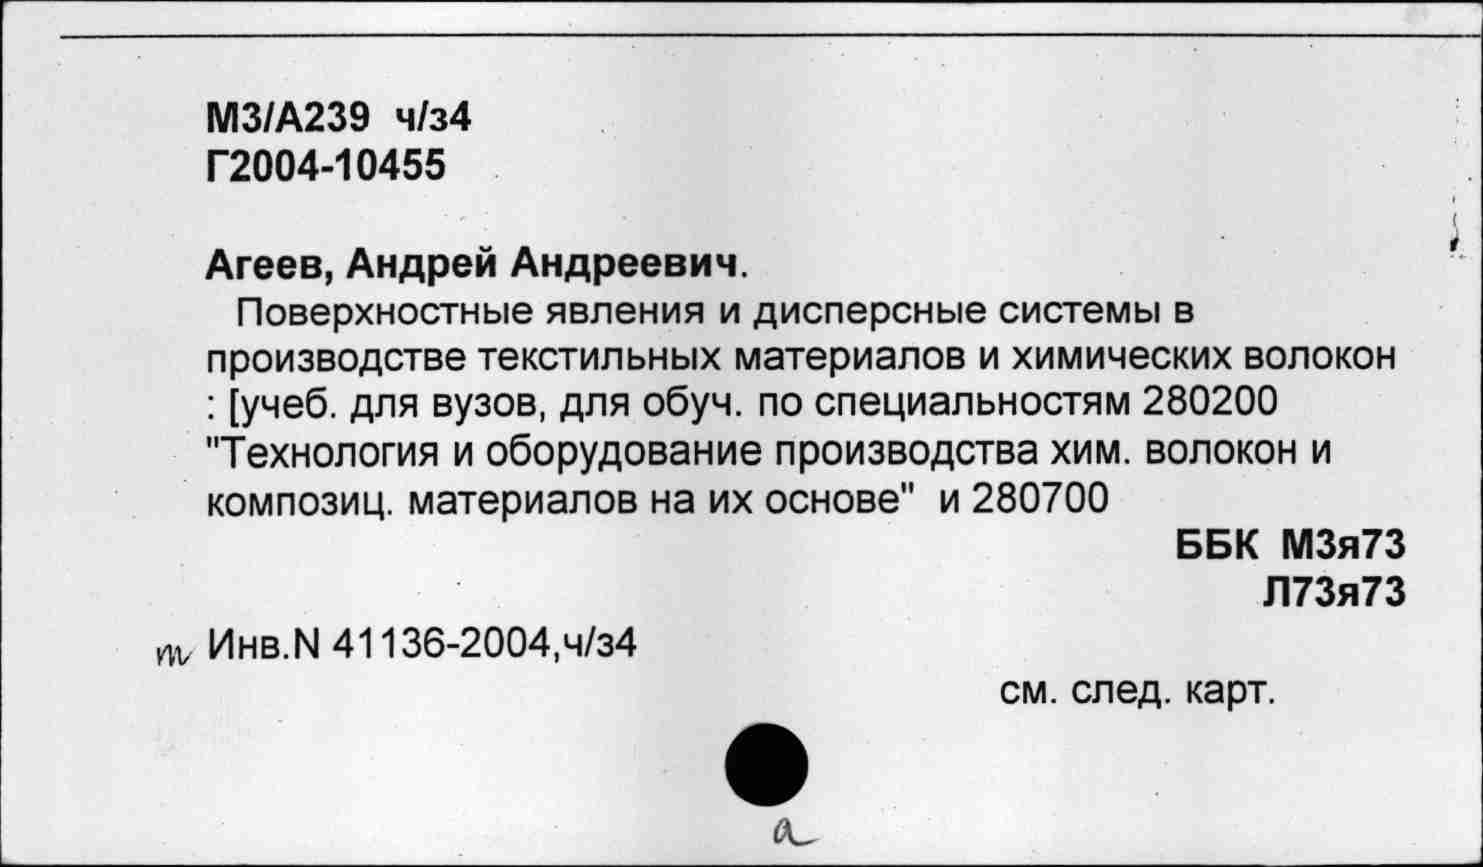 М3/А239 ч/з4
Г2004-10455
Агеев, Андрей Андреевич.
Поверхностные явления и дисперсные системы в
производстве текстильных материалов и химических волокон
: [учеб. для вузов, для обуч. по специальностям 280200
"Технология и оборудование производства хим. волокон и
композиц. материалов на их основе" и 280700
ББК М3я73
Л73я73
т Инв.N 41136-2004,ч/з4
см. след. карт.
а